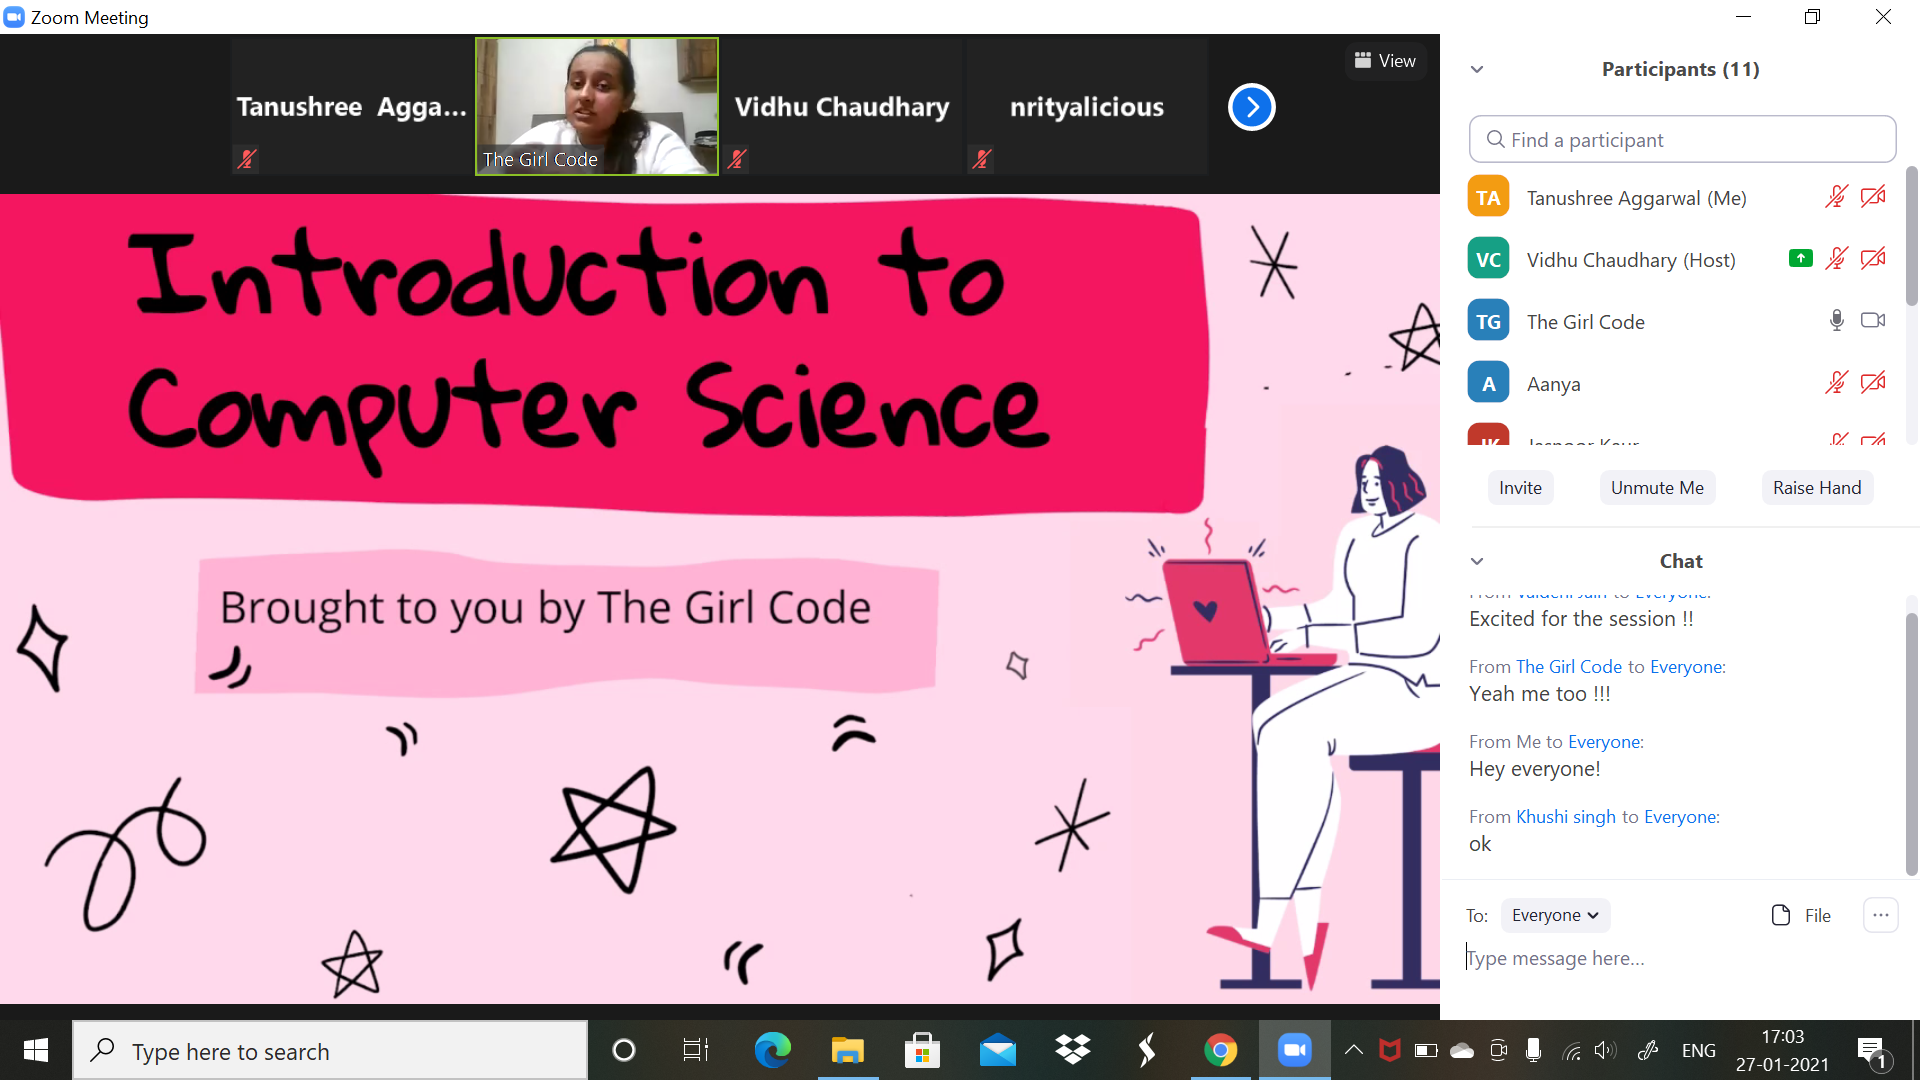 Zoom Meeting
Tanushree Agga...
The Girl Code
Vidhu Chaudhary
nrityalicious
View
Introduction to
Computer Science
Brought to you by The Girl Code
Participants (11)
Find a participant
TA Tanushree Aggarwal (Me)
VC Vidhu Chaudhary (Host)
TG The Girl Code
A Aanya
JK Jasnoor Kaur
Invite
Unmute Me
Raise Hand
Chat
Excited for the session !!
From The Girl Code to Everyone:
Yeah me too !!!
From Me to Everyone:
Hey everyone!
From Khushi singh to Everyone:
ok
To: Everyone
File
Type message here...
Type here to search
ENG
17:03
27-01-2021
1